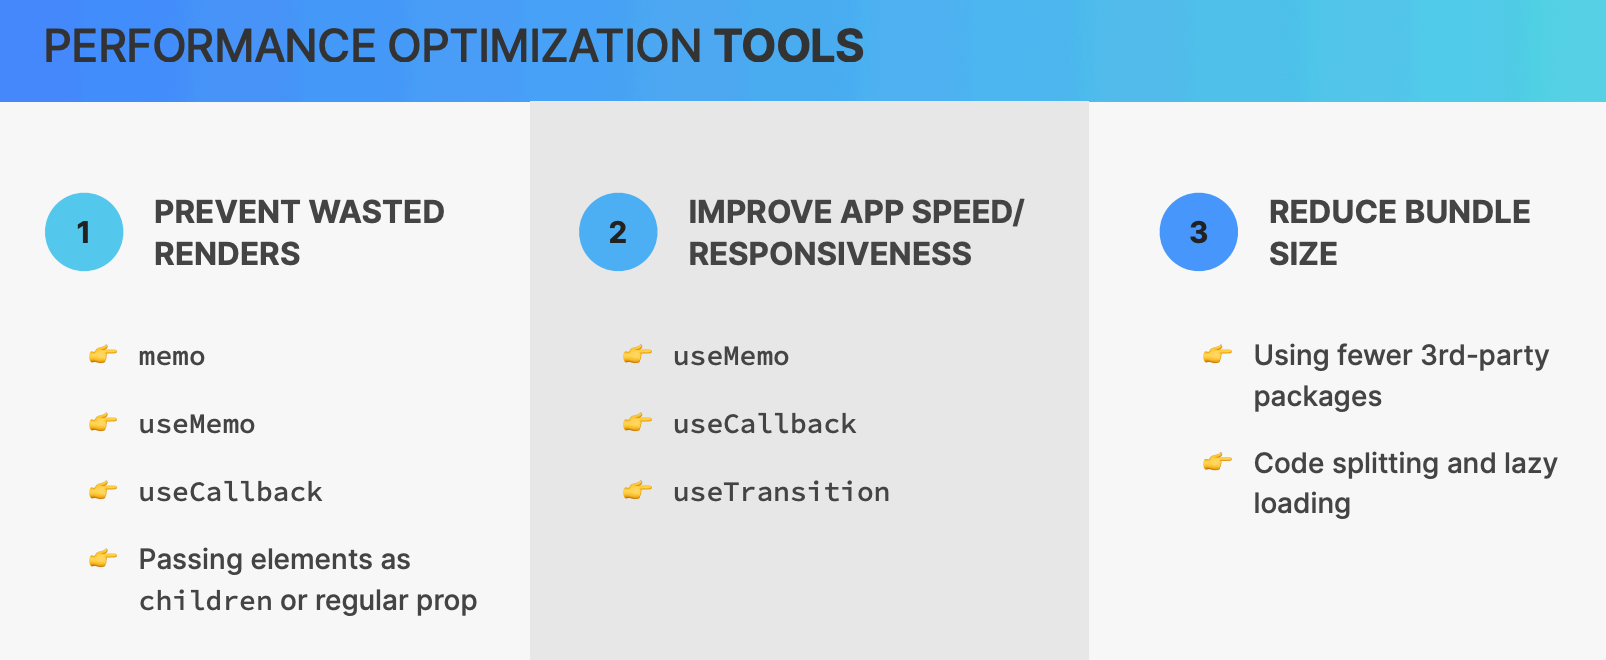 PERFORMANCE OPTIMIZATION TOOLS
1
PREVENT WASTED
RENDERS
👉 memo
👉 useMemo
👉 useCallback
👉 Passing elements as
children or regular prop
2
IMPROVE APP SPEED/
RESPONSIVENESS
👉 useMemo
👉 useCallback
👉 useTransition
3
REDUCE BUNDLE
SIZE
👉 Using fewer 3rd-party
packages
👉 Code splitting and lazy
loading